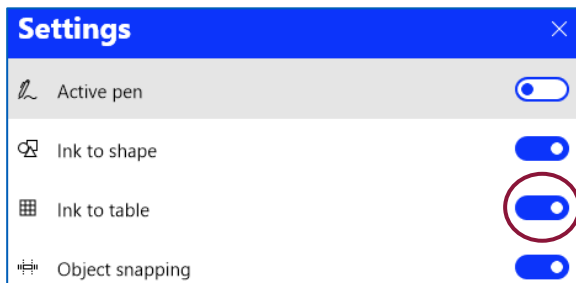 Settings
Active pen
Ink to shape
Ink to table
Object snapping